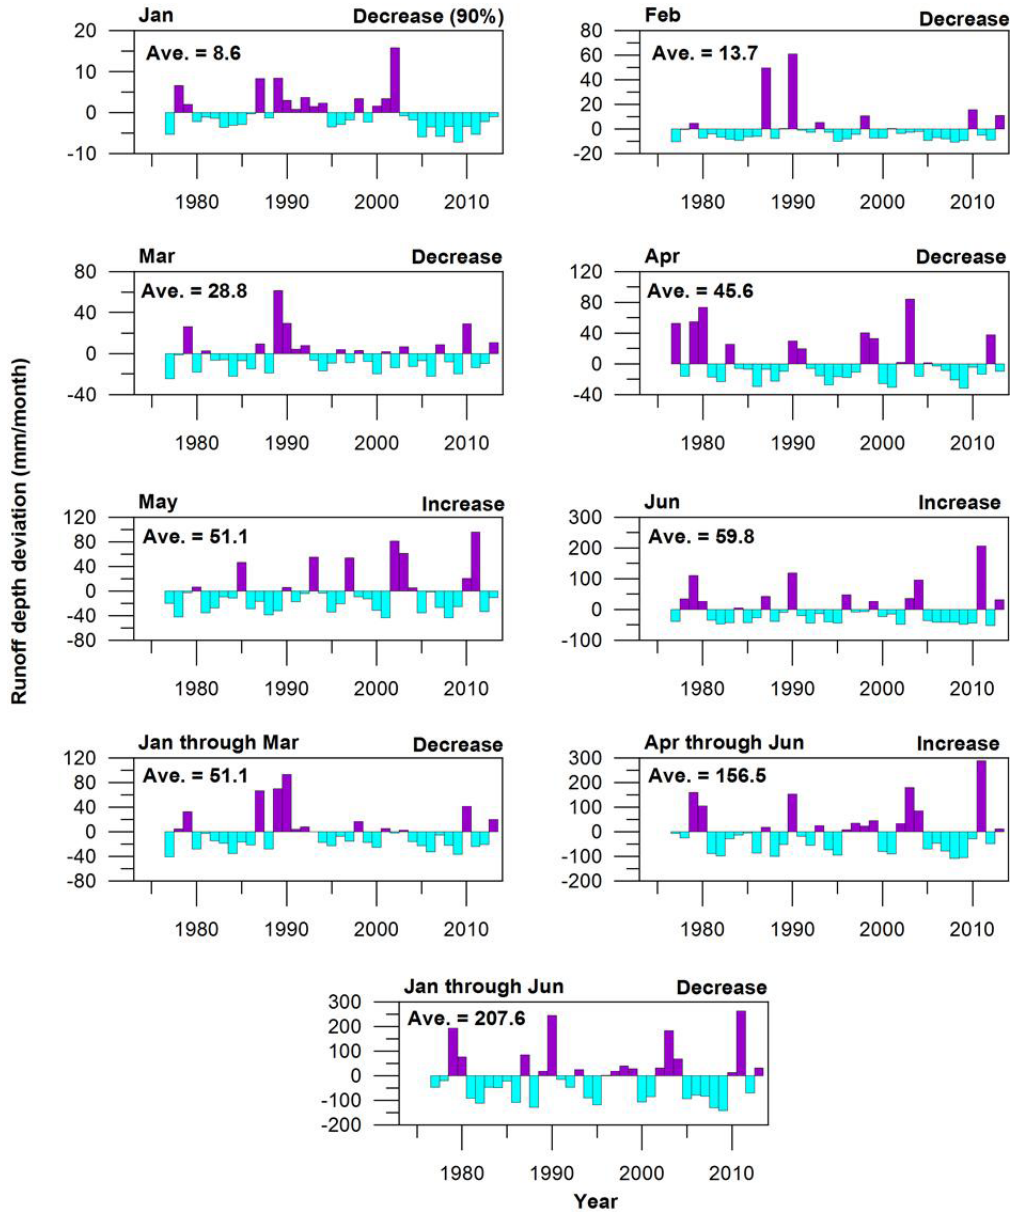 Jan Decrease (90%)
Ave. = 8.6
20
10
0
-10
1980 1990 2000 2010
Feb Decrease
Ave. = 13.7
80
60
40
20
0
-20
1980 1990 2000 2010
Mar Decrease
Ave. = 28.8
80
40
0
-40
1980 1990 2000 2010
Apr Decrease
Ave. = 45.6
120
80
40
0
-40
1980 1990 2000 2010
Runoff depth deviation (mm/month)
May Increase
Ave. = 51.1
120
80
40
0
-40
-80
1980 1990 2000 2010
Jun Increase
Ave. = 59.8
300
200
100
0
-100
1980 1990 2000 2010
Jan through Mar Decrease
Ave. = 51.1
120
80
40
0
-40
-80
1980 1990 2000 2010
Apr through Jun Increase
Ave. = 156.5
300
200
100
0
-100
-200
1980 1990 2000 2010
Jan through Jun Decrease
Ave. = 207.6
300
200
100
0
-100
-200
1980 1990 2000 2010
Year